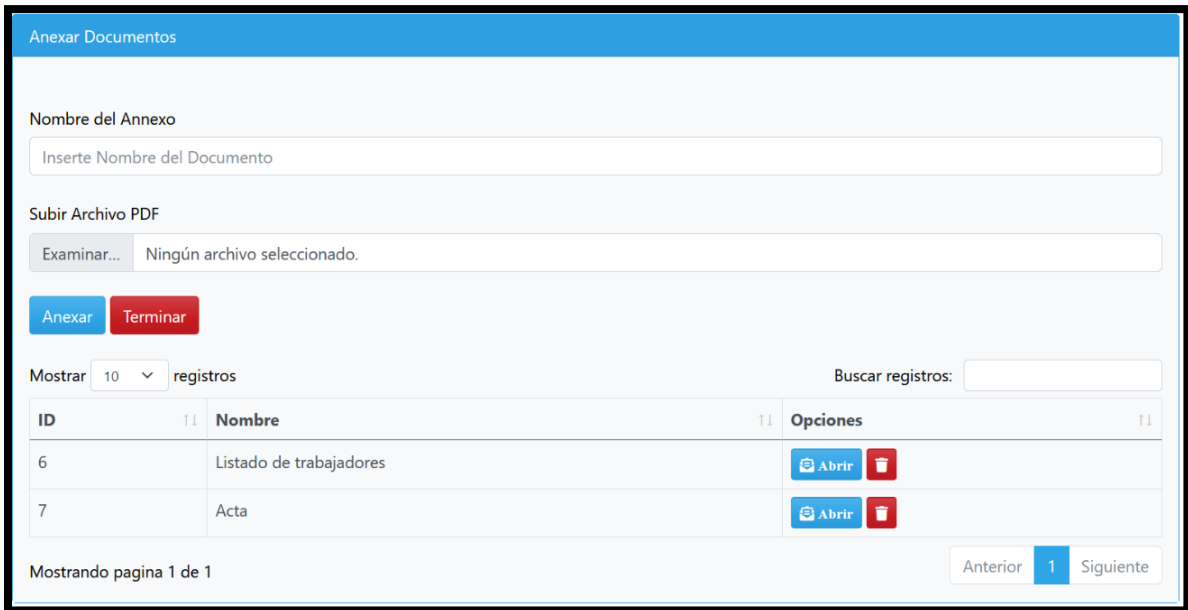 Anexar Documentos
Nombre del Annexo
Inserte Nombre del Documento
Subir Archivo PDF
Examinar... Ningún archivo seleccionado.
Anexar Terminar
Mostrar 10 registros Buscar registros:
ID Nombre Opciones
6 Listado de trabajadores Abrir
7 Acta Abrir
Mostrando pagina 1 de 1 Anterior 1 Siguiente